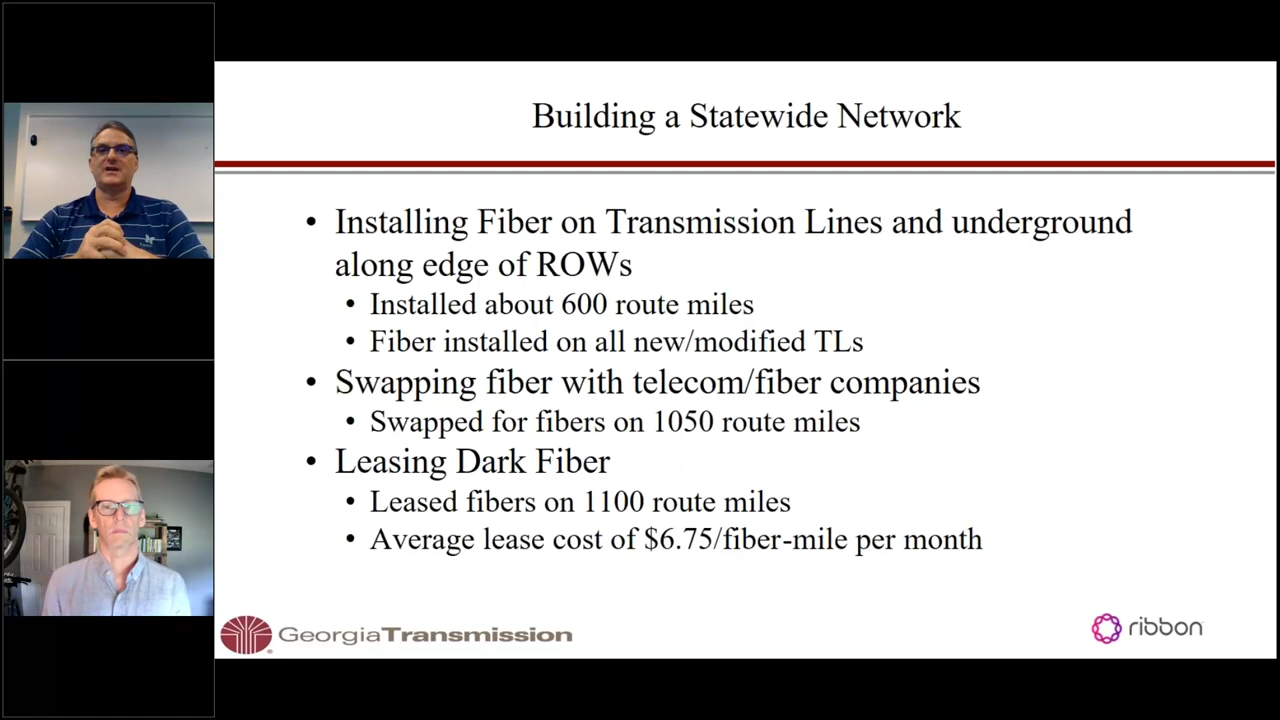 Building a Statewide Network
• Installing Fiber on Transmission Lines and underground
along edge of ROWs
• Installed about 600 route miles
• Fiber installed on all new/modified TLs
• Swapping fiber with telecom/fiber companies
• Swapped for fibers on 1050 route miles
• Leasing Dark Fiber
• Leased fibers on 1100 route miles
• Average lease cost of $6.75/fiber-mile per month
GeorgiaTransmission
ribbon